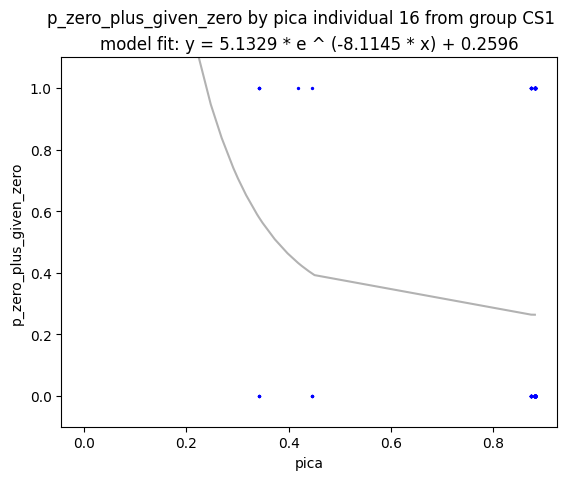 p_zero_plus_given_zero by pica individual 16 from group CS1
model fit: y = 5.1329 * e ^ (-8.1145 * x) + 0.2596
1.0
0.8
0.6
0.4
0.2
0.0
p_zero_plus_given_zero
0.0 0.2 0.4 0.6 0.8
pica